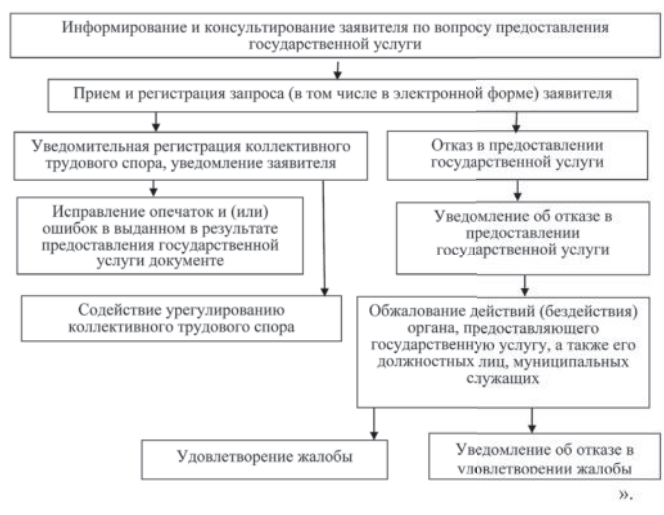 Информирование и консультирование заявителя по вопросу предоставления
государственной услуги
Прием и регистрация запроса (в том числе в электронной форме) заявителя
Уведомительная регистрация коллективного
трудового спора, уведомление заявителя
Отказ в предоставлении
государственной услуги
Исправление опечаток и (или)
ошибок в выданном в результате
предоставления государственной
услуги документе
Уведомление об отказе в
предоставлении
государственной услуги
Содействие урегулированию
коллективного трудового спора
Обжалование действий (бездействия)
органа, предоставляющего
государственную услугу, а также его
должностных лиц, муниципальных
служащих
Удовлетворение жалобы
Уведомление об отказе в
удовлетворении жалобы
».